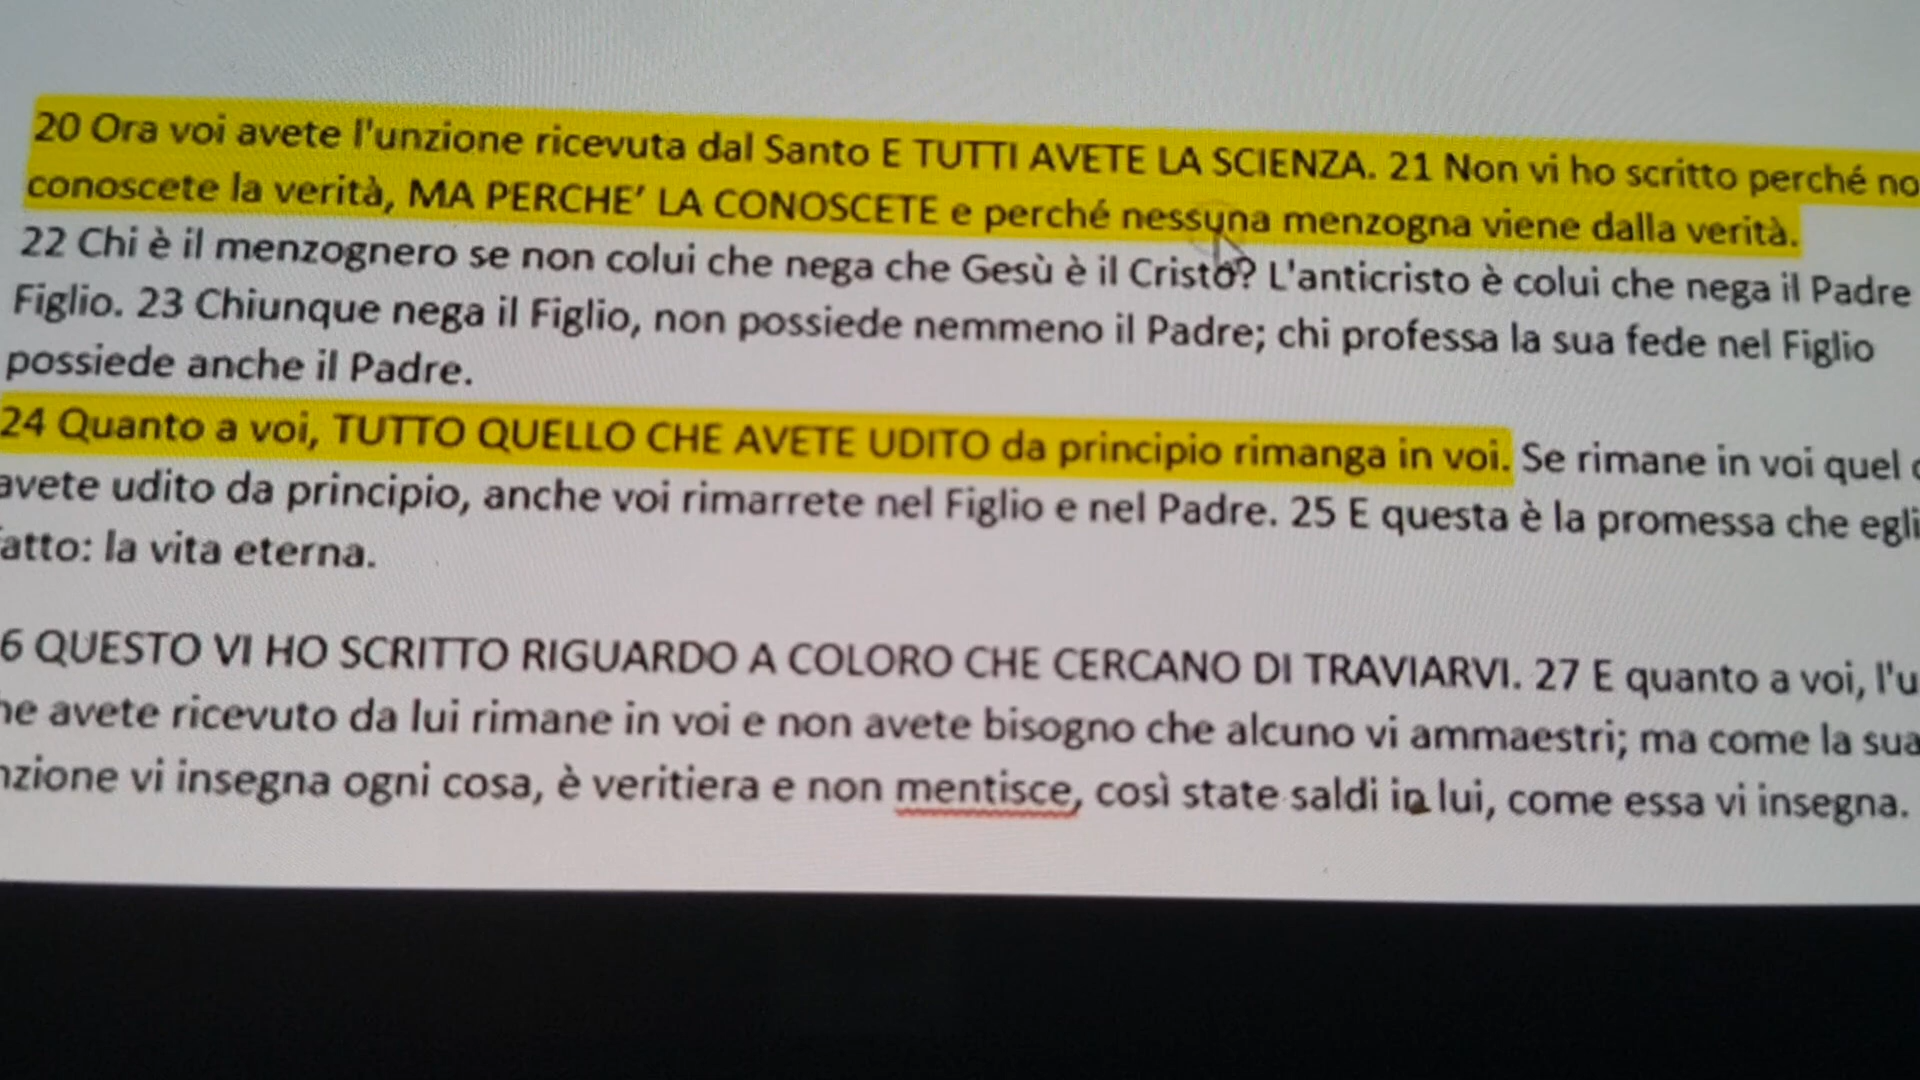 20 Ora voi avete l'unzione ricevuta dal Santo E TUTTI AVETE LA SCIENZA. 21 Non vi ho scritto perché no
conoscete la verità, MA PERCHE’ LA CONOSCETE e perché nessuna menzogna viene dalla verità.
22 Chi è il menzognero se non colui che nega che Gesù è il Cristo? L'anticristo è colui che nega il Padre
Figlio. 23 Chiunque nega il Figlio, non possiede nemmeno il Padre; chi professa la sua fede nel Figlio
possiede anche il Padre.
24 Quanto a voi, TUTTO QUELLO CHE AVETE UDITO da principio rimanga in voi. Se rimane in voi quel
avete udito da principio, anche voi rimarrete nel Figlio e nel Padre. 25 E questa è la promessa che egli
atto: la vita eterna.
6 QUESTO VI HO SCRITTO RIGUARDO A COLORO CHE CERCANO DI TRAVIARVI. 27 E quanto a voi, l'u
he avete ricevuto da lui rimane in voi e non avete bisogno che alcuno vi ammaestri; ma come la sua
nzione vi insegna ogni cosa, è veritiera e non mentisce, così state saldi in lui, come essa vi insegna.